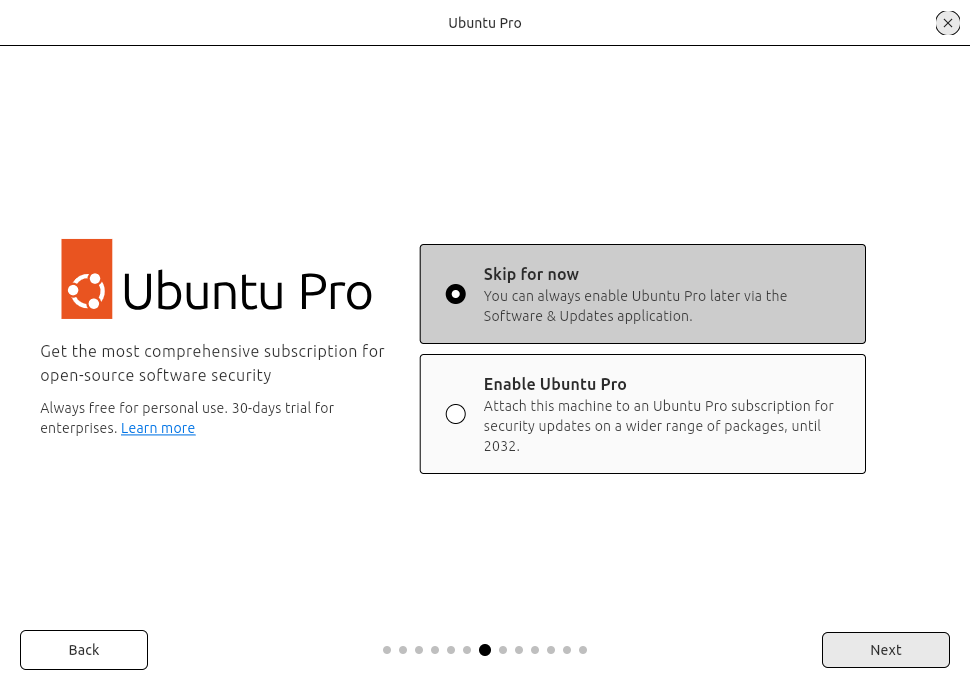 Ubuntu Pro
Ubuntu Pro
Get the most comprehensive subscription for
open-source software security
Always free for personal use. 30-days trial for
enterprises. Learn more
Skip for now
You can always enable Ubuntu Pro later via the
Software & Updates application.
Enable Ubuntu Pro
Attach this machine to an Ubuntu Pro subscription for
security updates on a wider range of packages, until
2032.
Back
Next